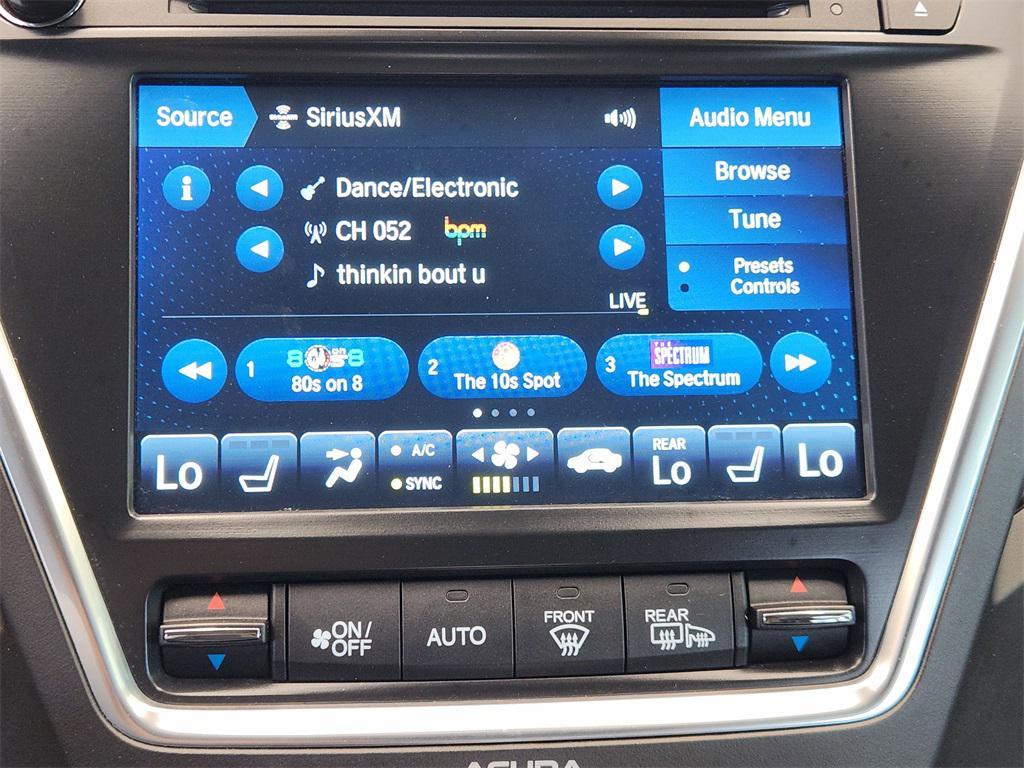 Source SiriusXM Audio Menu
i Dance/Electronic Browse
CH 052 bpm Tune
thinkin bout u Presets
Controls
LIVE
1 80s on 8 2 The 10s Spot 3 THE SPECTRUM The Spectrum
Lo A/C SYNC REAR Lo Lo
ON/OFF AUTO FRONT REAR
ACURA